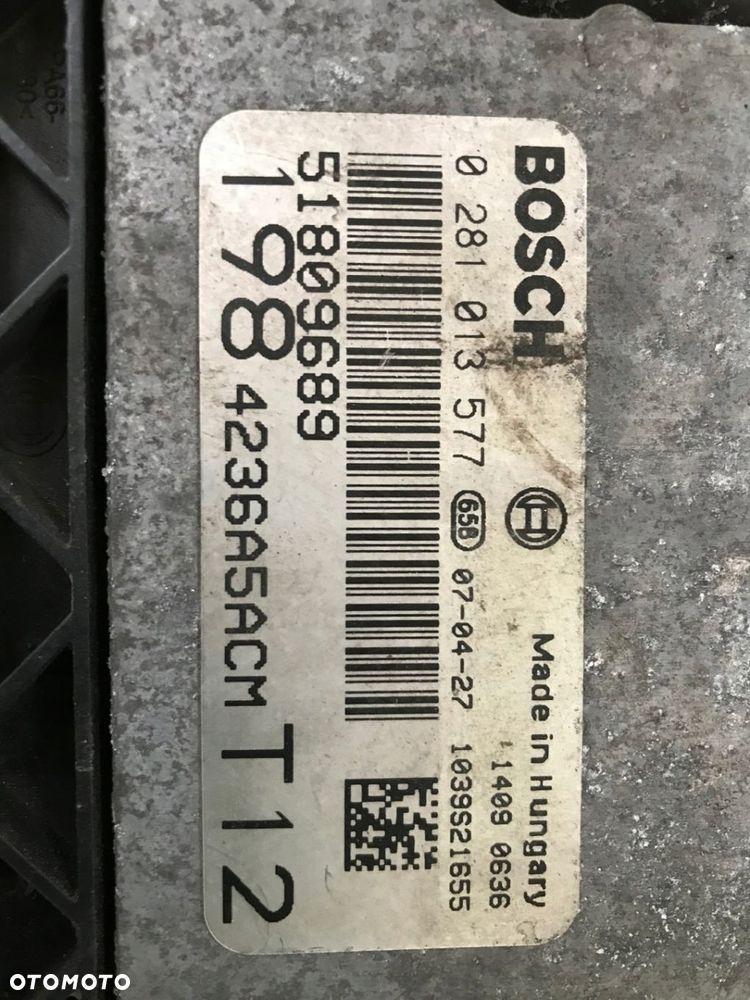 BOSCH Made in Hungary
1409 0636
0 281 013 577 658 07-04-27 1039S21655
51809689
198 4236A5ACM T12
OTOMOTO